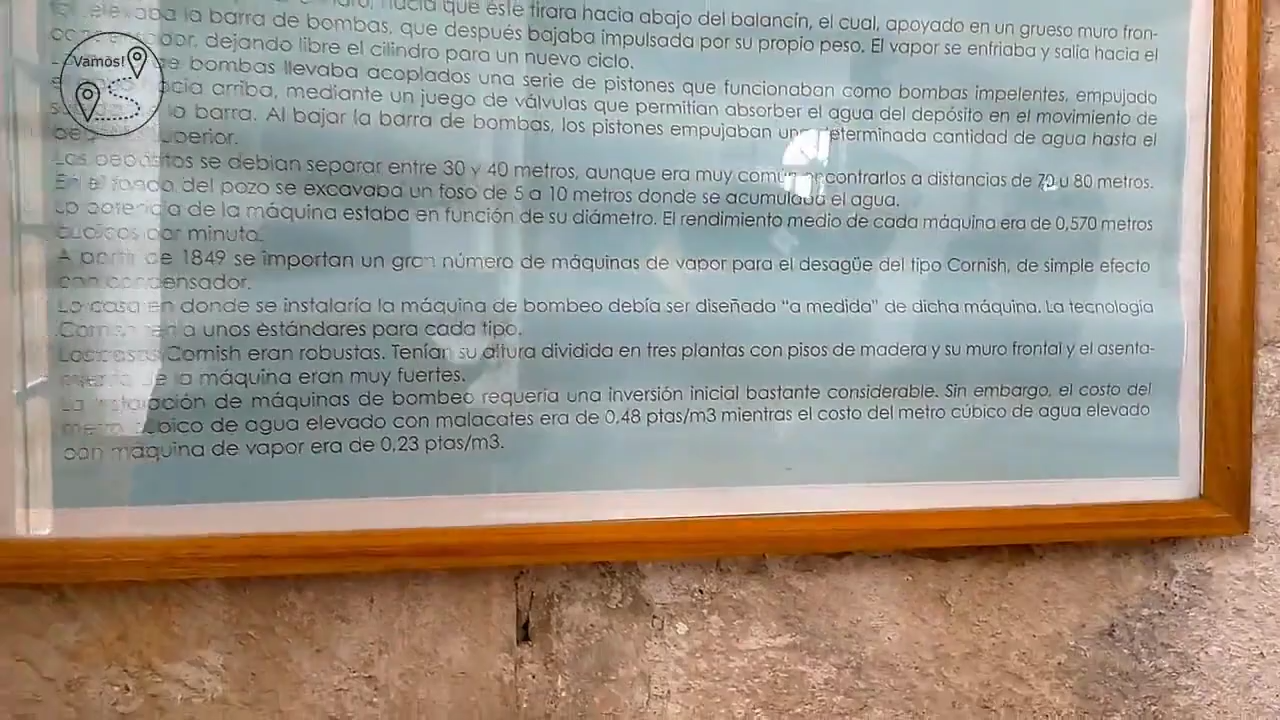 hacia que éste tirara hacia abajo del balancín, el cual, apoyado en un grueso muro fron-
elevaba la barra de bombas, que después bajaba impulsada por su propio peso. El vapor se enfriaba y salía hacia el
dejando libre el cilindro para un nuevo ciclo.
Vamos!
de bombas llevaba acoplados una serie de pistones que funcionaban como bombas impelentes, empujado
hacia arriba, mediante un juego de válvulas que permitían absorber el agua del depósito en el movimiento de
la barra. Al bajar la barra de bombas, los pistones empujaban una determinada cantidad de agua hasta el
superior.
Los depósitos se debían separar entre 30 y 40 metros, aunque era muy común encontrarlos a distancias de 70 u 80 metros.
En el fondo del pozo se excavaba un foso de 5 a 10 metros donde se acumulaba el agua.
La potencia de la máquina estaba en función de su diámetro. El rendimiento medio de cada máquina era de 0,570 metros
cúbicos por minuto.
A partir de 1849 se importan un gran número de máquinas de vapor para el desagüe del tipo Cornish, de simple efecto
con condensador.
La casa en donde se instalaría la máquina de bombeo debía ser diseñada "a medida" de dicha máquina. La tecnología
Cornish tenía unos estándares para cada tipo.
Las casas Cornish eran robustas. Tenían su altura dividida en tres plantas con pisos de madera y su muro frontal y el asenta-
miento de la máquina eran muy fuertes.
La instalación de máquinas de bombeo requería una inversión inicial bastante considerable. Sin embargo, el costo del
metro cúbico de agua elevado con malacates era de 0,48 ptas/m3 mientras el costo del metro cúbico de agua elevado
con máquina de vapor era de 0,23 ptas/m3.